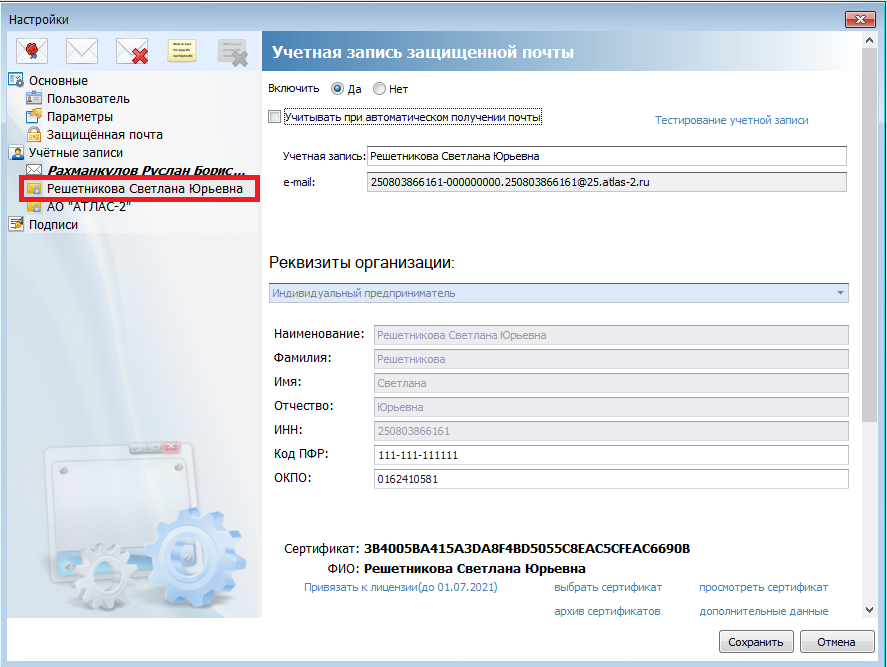 Настройки
Основные
Пользователь
Параметры
Защищённая почта
Учётные записи
Рахманкулов Руслан Борис...
Решетникова Светлана Юрьевна
АО "АТЛАС-2"
Подписи
Учетная запись защищенной почты
Включить Да Нет
Учитывать при автоматическом получении почты
Тестирование учетной записи
Учетная запись: Решетникова Светлана Юрьевна
e-mail: 250803866161-000000000.250803866161@25.atlas-2.ru
Реквизиты организации:
Индивидуальный предприниматель
Наименование: Решетникова Светлана Юрьевна
Фамилия: Решетникова
Имя: Светлана
Отчество: Юрьевна
ИНН: 250803866161
Код ПФР: 111-111-111111
ОКПО: 0162410581
Сертификат: 3B4005BA415A3DA8F4BD5055C8EAC5CFEAC6690B
ФИО: Решетникова Светлана Юрьевна
Привязать к лицензии(до 01.07.2021) выбрать сертификат просмотреть сертификат
архив сертификатов дополнительные данные
Сохранить Отмена